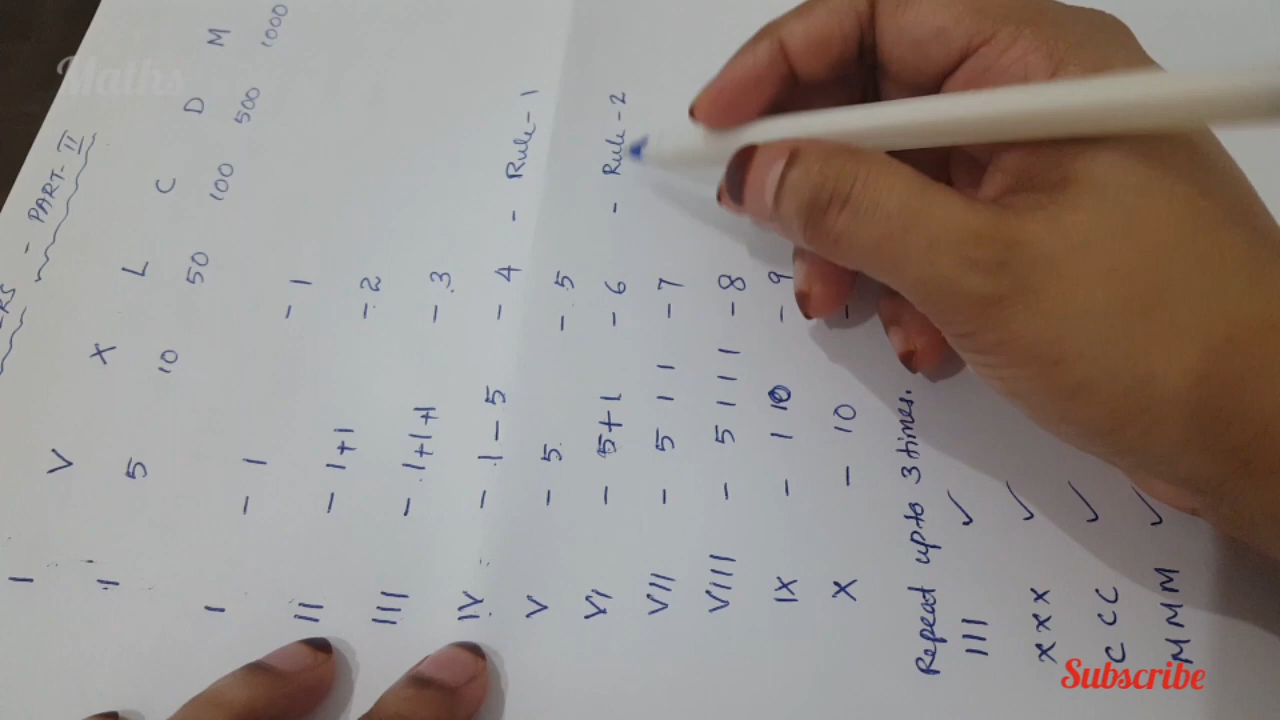 Maths
PART-II
I V X L C D M
1 5 10 50 100 500 1000
I - 1 - 1
II - 1+1 - 2
III - 1+1+1 - 3
IV - 1-5 - 4 - Rule-1
V - 5 - 5
VI - 5+1 - 6 - Rule-2
VII - 5 1 1 - 7
VIII - 5 1 1 1 - 8
IX - 1 10 - 9
X - 10 -
Repeat upto 3 times.
III ✓
XXX ✓
CCC ✓
MMM ✓
Subscribe